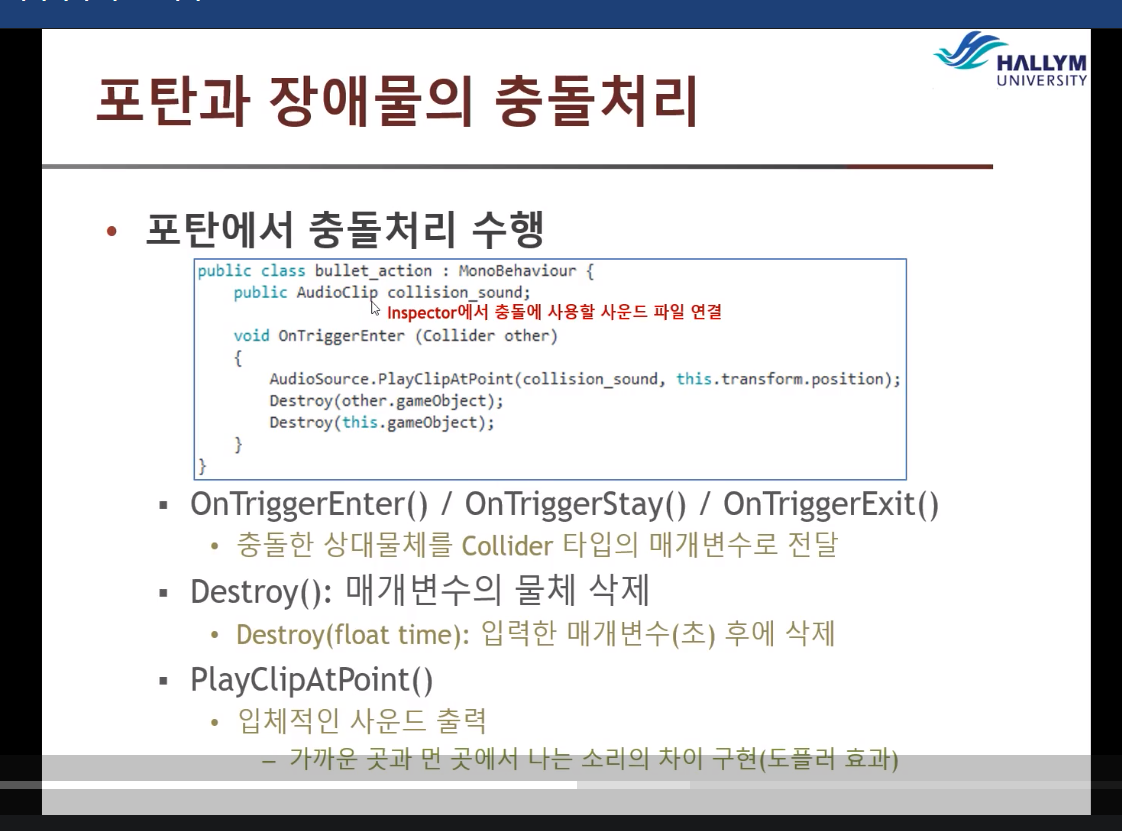 HALLYM
UNIVERSITY
포탄과 장애물의 충돌처리
• 포탄에서 충돌처리 수행
public class bullet_action : MonoBehaviour {
public AudioClip collision_sound;
Inspector에서 충돌에 사용할 사운드 파일 연결
void OnTriggerEnter (Collider other)
{
AudioSource.PlayClipAtPoint(collision_sound, this.transform.position);
Destroy(other.gameObject);
Destroy(this.gameObject);
}
}
▪ OnTriggerEnter() / OnTriggerStay() / OnTriggerExit()
• 충돌한 상대물체를 Collider 타입의 매개변수로 전달
▪ Destroy(): 매개변수의 물체 삭제
• Destroy(float time): 입력한 매개변수(초) 후에 삭제
▪ PlayClipAtPoint()
• 입체적인 사운드 출력
– 가까운 곳과 먼 곳에서 나는 소리의 차이 구현(도플러 효과)